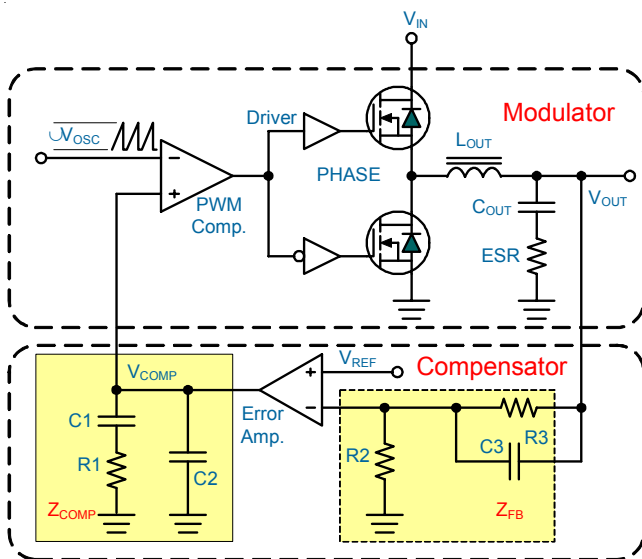 VIN
Modulator
Driver
◡VOSC
LOUT
−
+
PHASE
PWM
Comp.
COUT
VOUT
ESR
VCOMP
VREF
Compensator
+
−
Error
Amp.
C1
R1
C2
R2
C3
R3
ZCOMP
ZFB